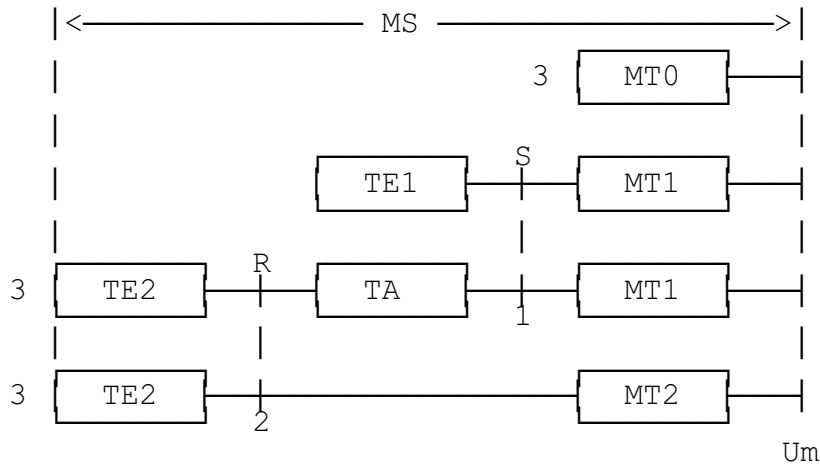 |<——— MS ———>|
3 MT0
S
TE1 MT1
R
3 TE2 TA MT1
1
3 TE2 MT2
2
Um